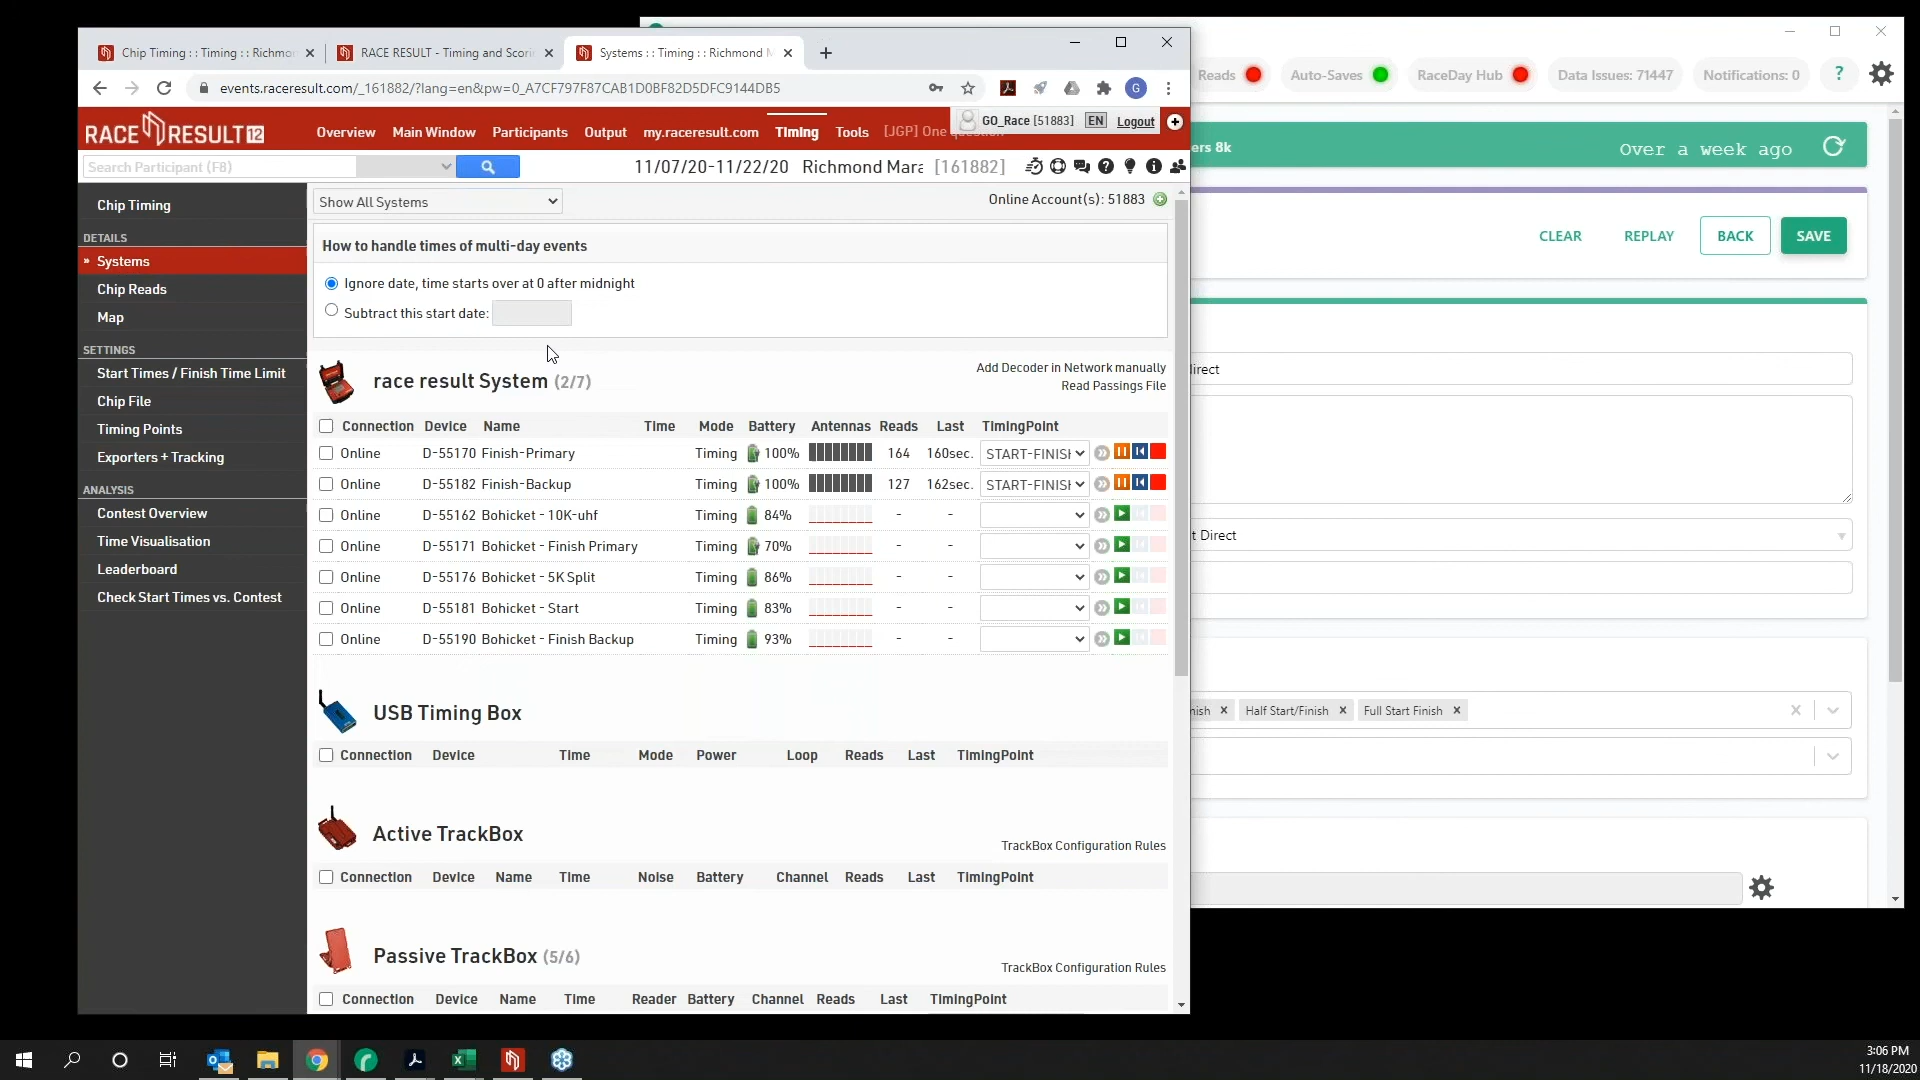 Chip Timing : : Timing : : Richmo
RACE RESULT - Timing and Scori
Systems : : Timing : : Richmond M
events.raceresult.com/_161882/?lang=en&pw=0_A7CF797F87CAB1D0BF82D5DFC9144DB5
G
Reads
Auto-Saves
RaceDay Hub
Data Issues: 71447
Notifications: 0
?
RACE RESULT 12
Overview
Main Window
Participants
Output
my.raceresult.com
Timing
Tools
[JGP] One question
GO_Race [51883]
EN
Logout
Search Participant (F8)
11/07/20-11/22/20 Richmond Mara [161882]
ers 8k
Over a week ago
Chip Timing
DETAILS
» Systems
Chip Reads
Map
SETTINGS
Start Times / Finish Time Limit
Chip File
Timing Points
Exporters + Tracking
ANALYSIS
Contest Overview
Time Visualisation
Leaderboard
Check Start Times vs. Contest
Show All Systems
Online Account(s): 51883
How to handle times of multi-day events
Ignore date, time starts over at 0 after midnight
Subtract this start date:
CLEAR
REPLAY
BACK
SAVE
race result System (2/7)
Add Decoder in Network manually
Read Passings File
Connection Device Name Time Mode Battery Antennas Reads Last TimingPoint
Online D-55170 Finish-Primary Timing 100% 164 160sec. START-FINISH
Online D-55182 Finish-Backup Timing 100% 127 162sec. START-FINISH
Online D-55162 Bohicket - 10K-uhf Timing 84% - -
Online D-55171 Bohicket - Finish Primary Timing 70% - -
Online D-55176 Bohicket - 5K Split Timing 86% - -
Online D-55181 Bohicket - Start Timing 83% - -
Online D-55190 Bohicket - Finish Backup Timing 93% - -
irect
t Direct
nish × Half Start/Finish × Full Start Finish ×
USB Timing Box
Connection Device Time Mode Power Loop Reads Last TimingPoint
Active TrackBox
TrackBox Configuration Rules
Connection Device Name Time Noise Battery Channel Reads Last TimingPoint
Passive TrackBox (5/6)
TrackBox Configuration Rules
Connection Device Name Time Reader Battery Channel Reads Last TimingPoint
3:06 PM
11/18/2020